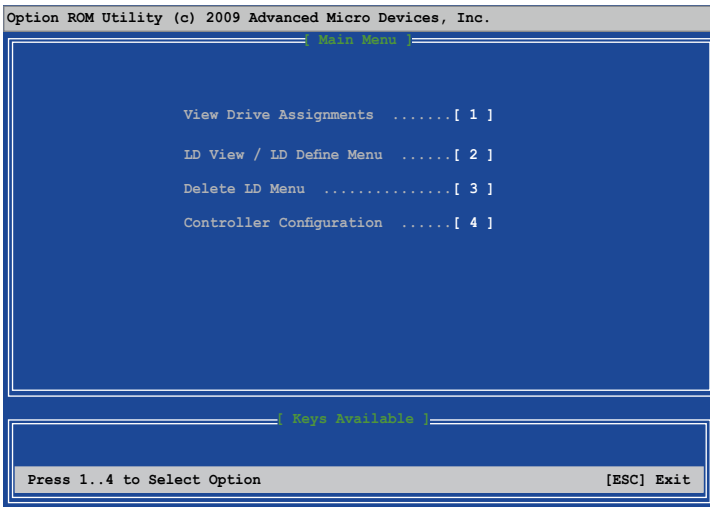 Option ROM Utility (c) 2009 Advanced Micro Devices, Inc.
[ Main Menu ]
View Drive Assignments .......[ 1 ]
LD View / LD Define Menu ......[ 2 ]
Delete LD Menu ...............[ 3 ]
Controller Configuration ......[ 4 ]
[ Keys Available ]
Press 1..4 to Select Option [ESC] Exit